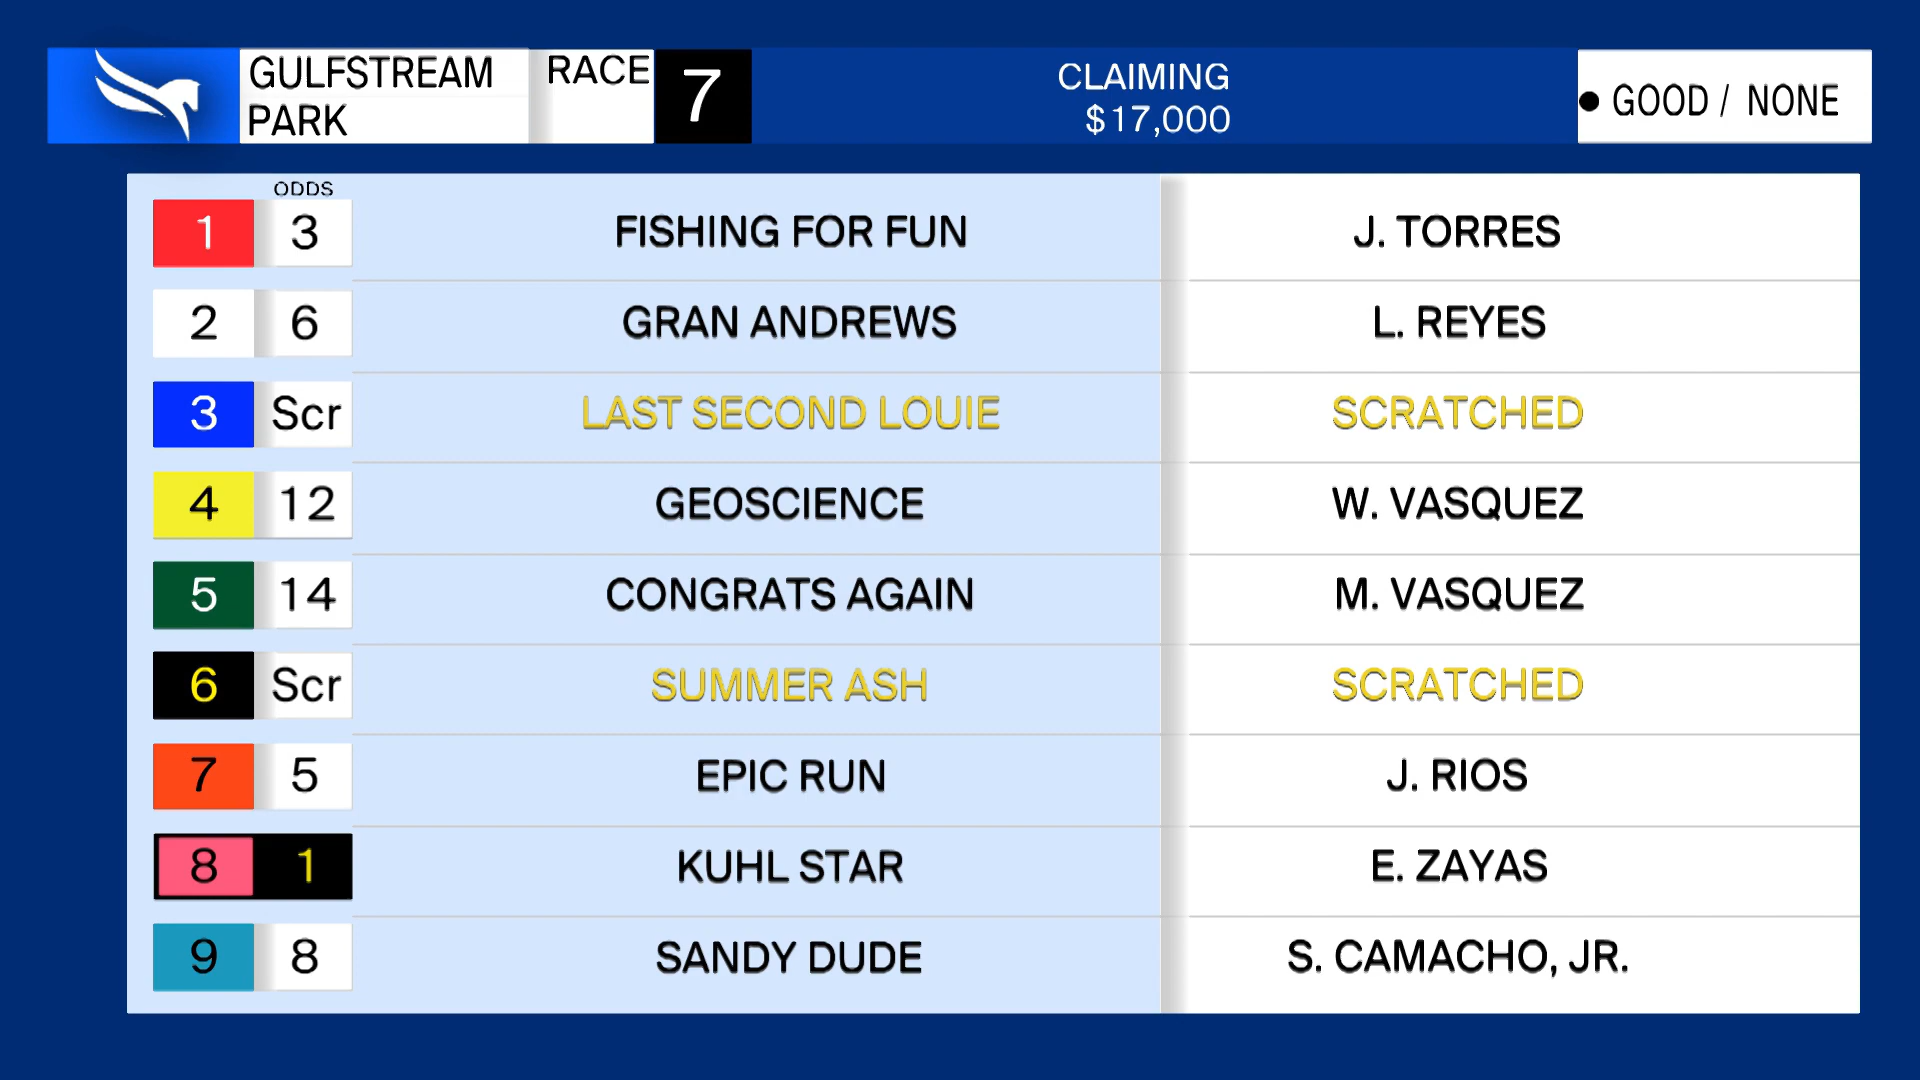 GULFSTREAM
PARK
RACE
7
CLAIMING
$17,000
● GOOD / NONE
ODDS
1 3 FISHING FOR FUN J. TORRES
2 6 GRAN ANDREWS L. REYES
3 Scr LAST SECOND LOUIE SCRATCHED
4 12 GEOSCIENCE W. VASQUEZ
5 14 CONGRATS AGAIN M. VASQUEZ
6 Scr SUMMER ASH SCRATCHED
7 5 EPIC RUN J. RIOS
8 1 KUHL STAR E. ZAYAS
9 8 SANDY DUDE S. CAMACHO, JR.